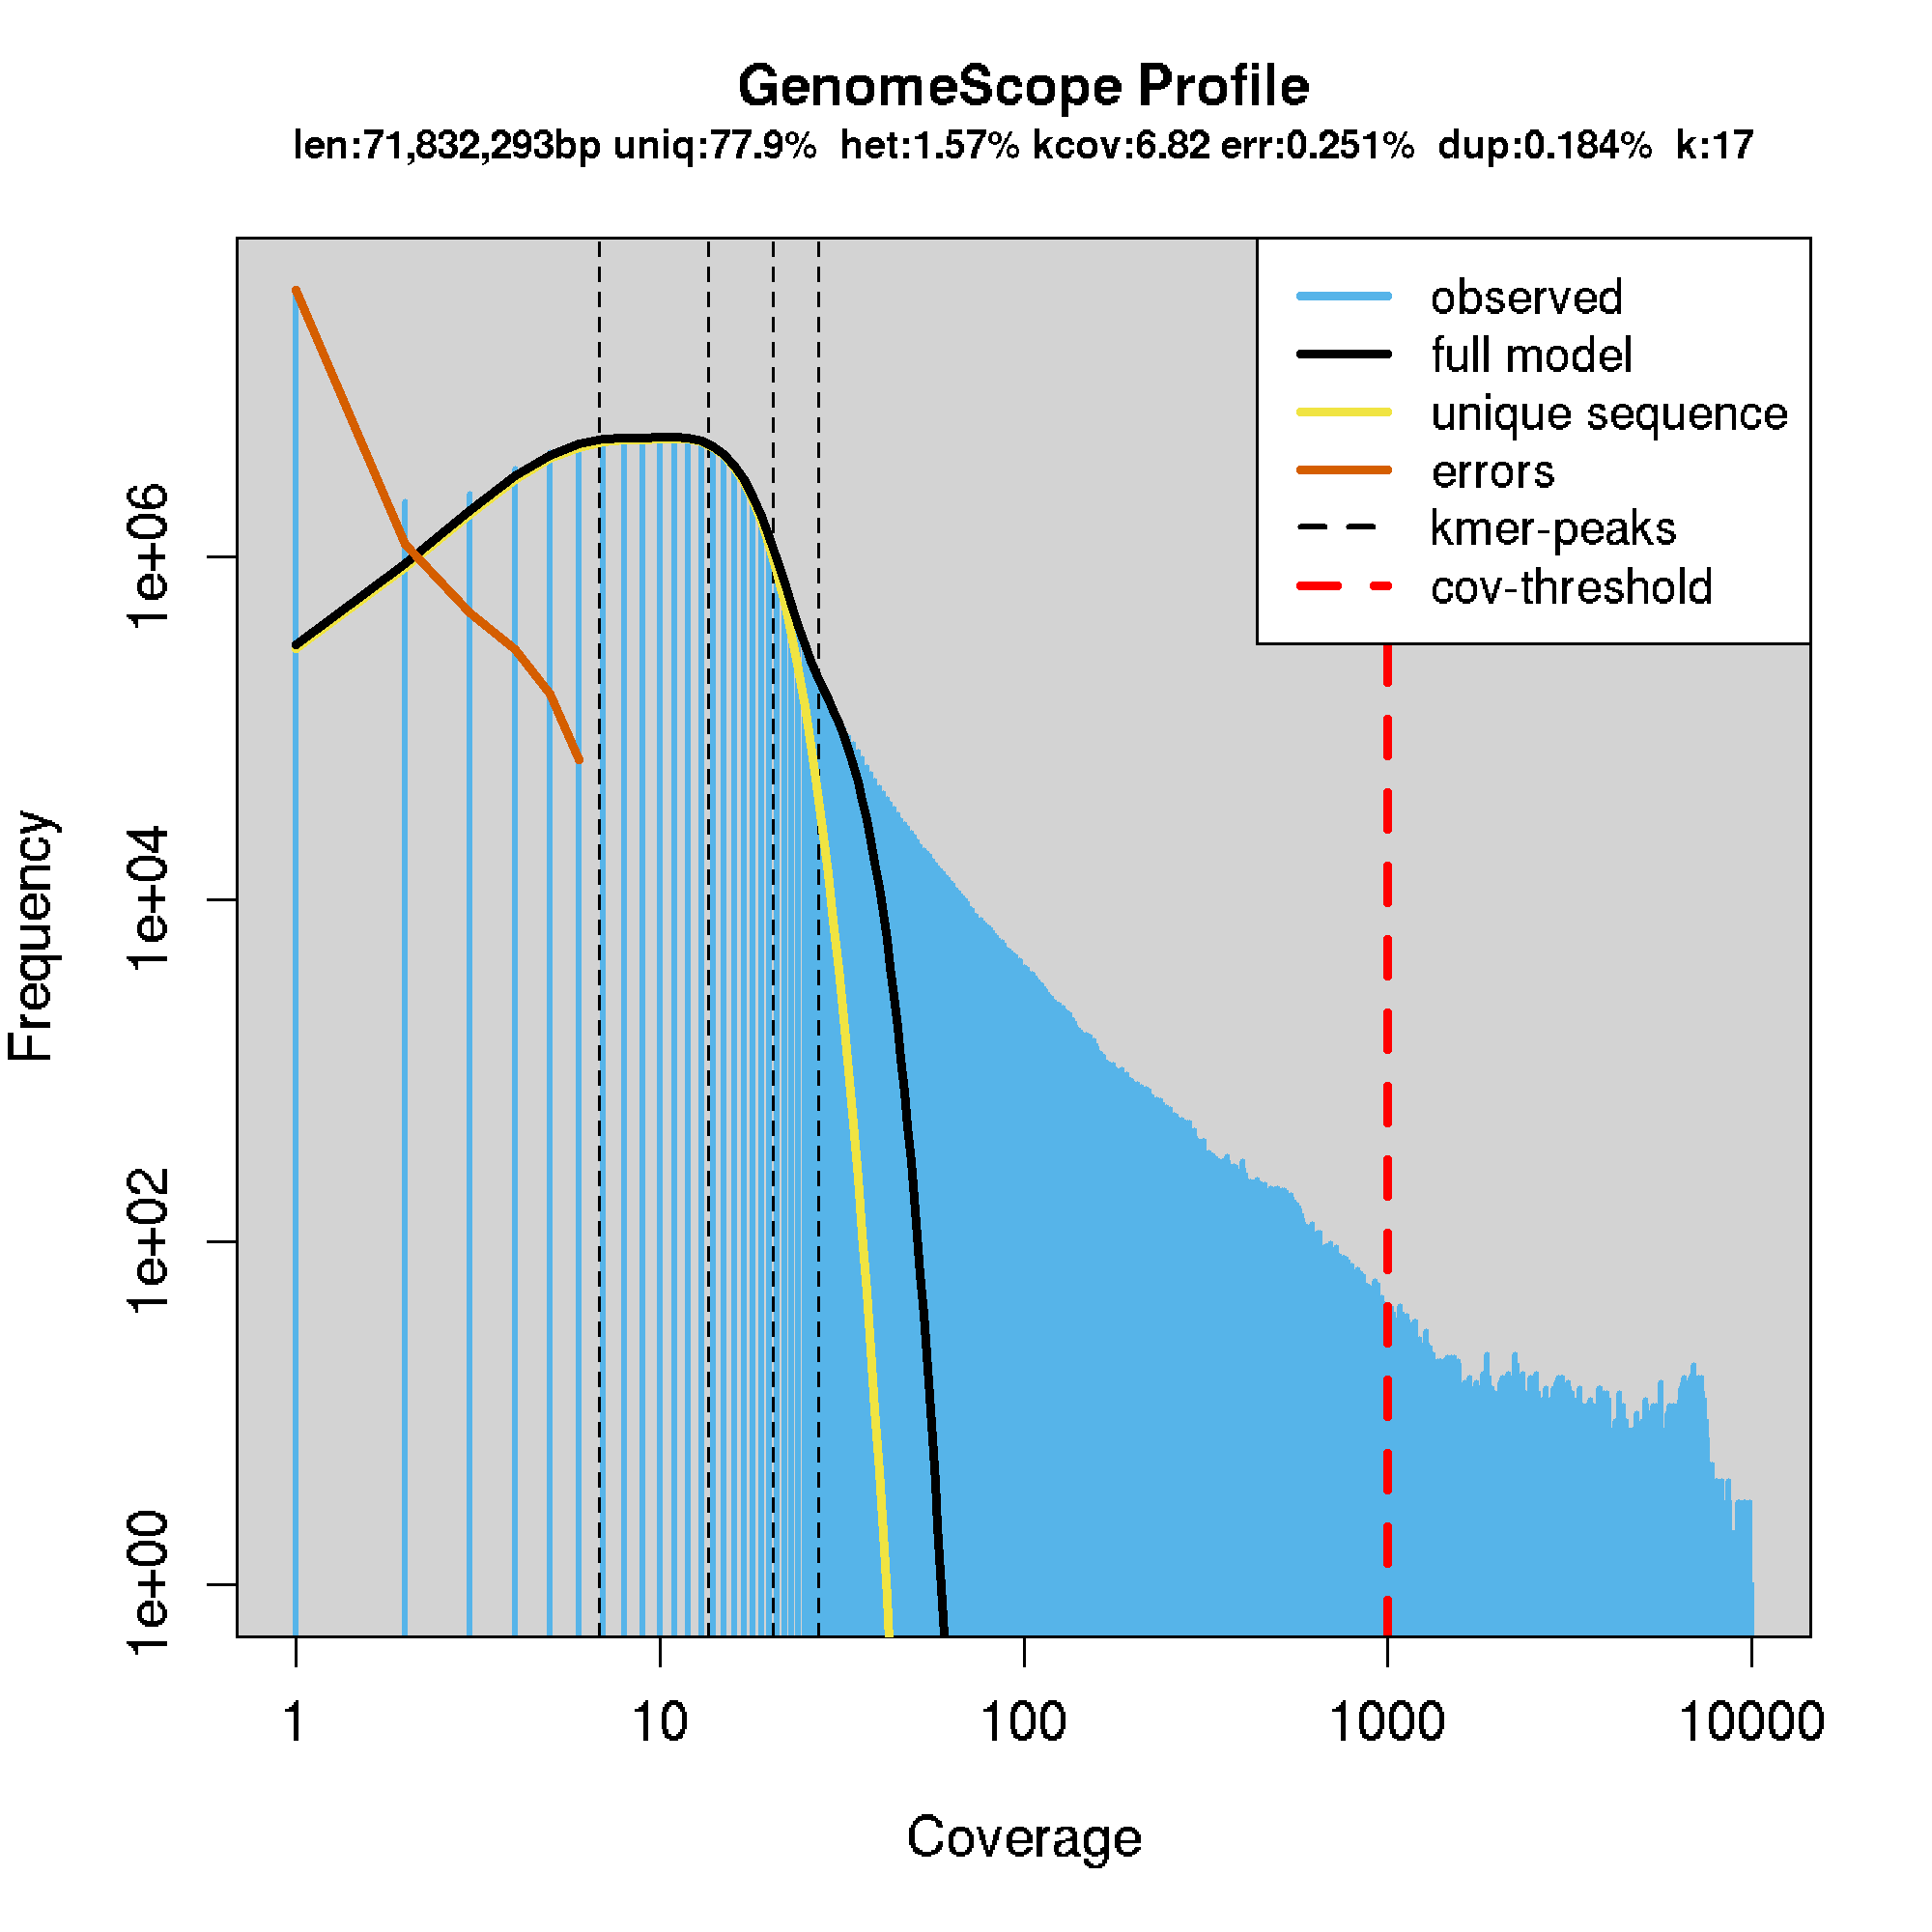 GenomeScope Profile
len:71,832,293bp uniq:77.9% het:1.57% kcov:6.82 err:0.251% dup:0.184% k:17
observed
full model
unique sequence
errors
kmer-peaks
cov-threshold
Frequency
1e+06
1e+04
1e+02
1e+00
1 10 100 1000 10000
Coverage